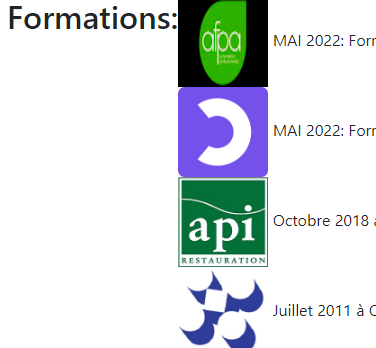 Formations:
afpa
MAI 2022: Forr
MAI 2022: Forr
api
RESTAURATION
Octobre 2018 a
Juillet 2011 à C